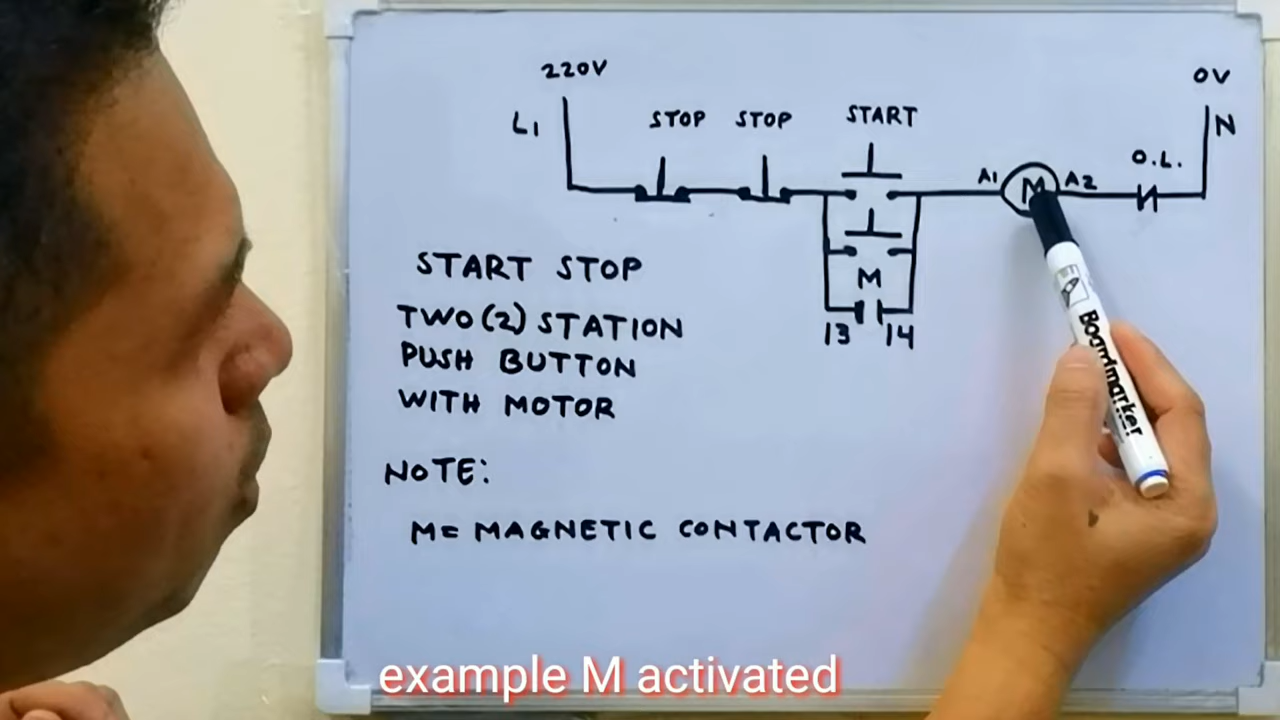 220V
0V
L1
STOP
STOP
START
N
O.L.
A1
M
A2
M
13
14
START STOP
TWO(2) STATION
PUSH BUTTON
WITH MOTOR
NOTE:
M= MAGNETIC CONTACTOR
Boardmarker
example M activated